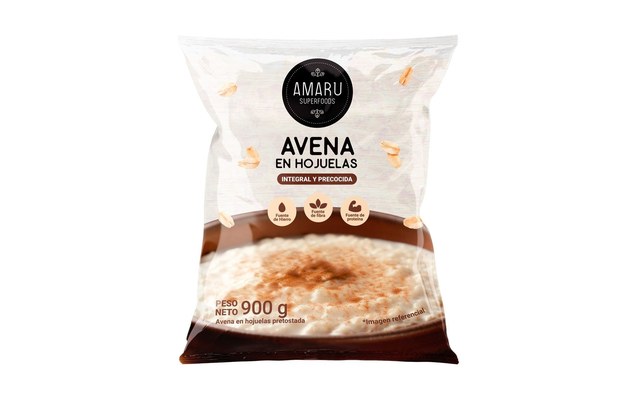 AMARU
SUPERFOODS
AVENA
EN HOJUELAS
INTEGRAL Y PRECOCIDA
Fuente
de Hierro
Fuente
de fibra
Fuente de
proteína
PESO
NETO 900 g
Avena en hojuelas pretostada
*Imagen referencial